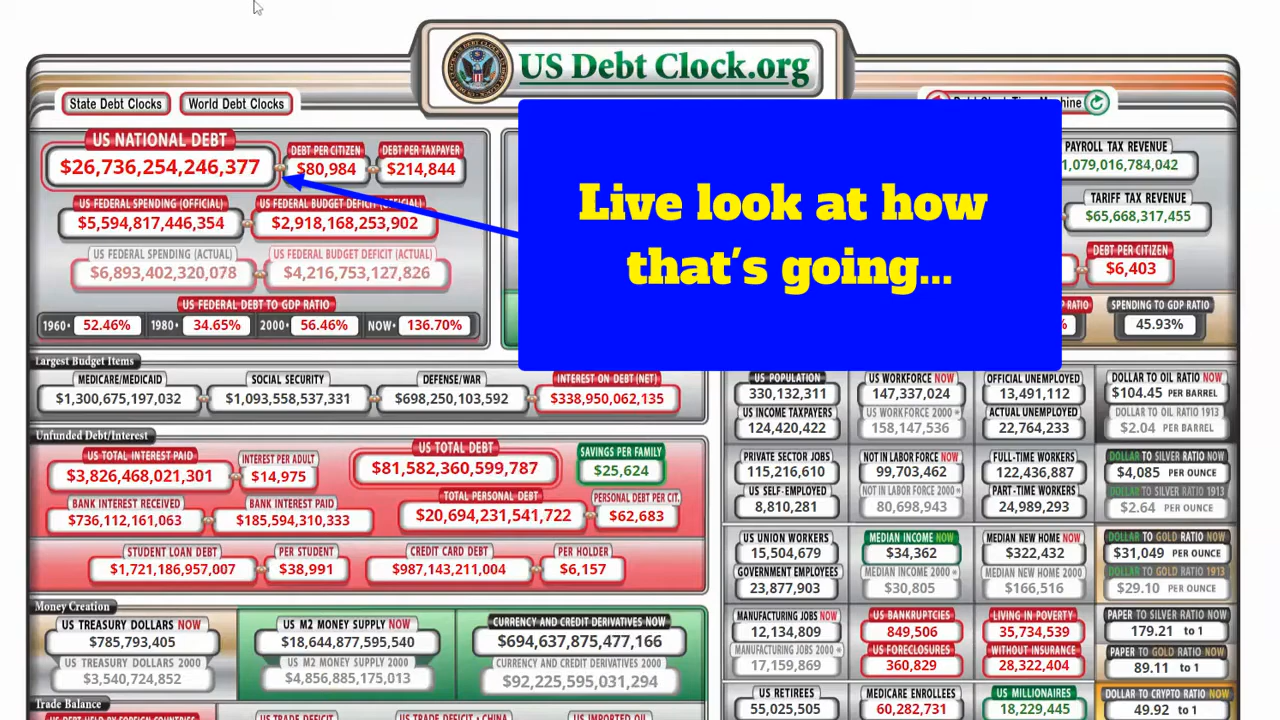 US Debt Clock.org
State Debt Clocks
World Debt Clocks
US NATIONAL DEBT
$26,736,254,246,377
DEBT PER CITIZEN
$80,984
DEBT PER TAXPAYER
$214,844
US FEDERAL SPENDING (OFFICIAL)
$5,594,817,446,354
US FEDERAL BUDGET DEFICIT (OFFICIAL)
$2,918,168,253,902
US FEDERAL SPENDING (ACTUAL)
$6,893,402,320,078
US FEDERAL BUDGET DEFICIT (ACTUAL)
$4,216,753,127,826
US FEDERAL DEBT TO GDP RATIO
1960• 52.46% 1980• 34.65% 2000• 56.46% NOW• 136.70%
Live look at how
that's going...
PAYROLL TAX REVENUE
1,079,016,784,042
TARIFF TAX REVENUE
$65,668,317,455
DEBT PER CITIZEN
$6,403
RATIO
%
SPENDING TO GDP RATIO
45.93%
Largest Budget Items
MEDICARE/MEDICAID
$1,300,675,197,032
SOCIAL SECURITY
$1,093,558,537,331
DEFENSE/WAR
$698,250,103,592
INTEREST ON DEBT (NET)
$338,950,062,135
Unfunded Debt/Interest
US TOTAL INTEREST PAID
$3,826,468,021,301
INTEREST PER ADULT
$14,975
US TOTAL DEBT
$81,582,360,599,787
SAVINGS PER FAMILY
$25,624
BANK INTEREST RECEIVED
$736,112,161,063
BANK INTEREST PAID
$185,594,310,333
TOTAL PERSONAL DEBT
$20,694,231,541,722
PERSONAL DEBT PER CIT.
$62,683
STUDENT LOAN DEBT
$1,721,186,957,007
PER STUDENT
$38,991
CREDIT CARD DEBT
$987,143,211,004
PER HOLDER
$6,157
Money Creation
US TREASURY DOLLARS NOW
$785,793,405
US TREASURY DOLLARS 2000
$3,540,724,852
US M2 MONEY SUPPLY NOW
$18,644,877,595,540
US M2 MONEY SUPPLY 2000
$4,856,885,175,013
CURRENCY AND CREDIT DERIVATIVES NOW
$694,637,875,477,166
CURRENCY AND CREDIT DERIVATIVES 2000
$92,225,595,031,294
Trade Balance
US DEBT HELD BY FOREIGN COUNTRIES
US TRADE DEFICIT
US TRADE DEFICIT • CHINA
US IMPORTED OIL
US POPULATION
330,132,311
US INCOME TAXPAYERS
124,420,422
US WORKFORCE NOW
147,337,024
US WORKFORCE 2000
158,147,536
OFFICIAL UNEMPLOYED
13,491,112
ACTUAL UNEMPLOYED
22,764,233
DOLLAR TO OIL RATIO NOW
$104.45 PER BARREL
DOLLAR TO OIL RATIO 1913
$2.04 PER BARREL
PRIVATE SECTOR JOBS
115,216,610
US SELF-EMPLOYED
8,810,281
NOT IN LABOR FORCE NOW
99,703,462
NOT IN LABOR FORCE 2000
80,698,943
FULL-TIME WORKERS
122,436,887
PART-TIME WORKERS
24,989,293
DOLLAR TO SILVER RATIO NOW
$4,085 PER OUNCE
DOLLAR TO SILVER RATIO 1913
$2.64 PER OUNCE
US UNION WORKERS
15,504,679
GOVERNMENT EMPLOYEES
23,877,903
MEDIAN INCOME NOW
$34,362
MEDIAN INCOME 2000
$30,805
MEDIAN NEW HOME NOW
$322,432
MEDIAN NEW HOME 2000
$166,516
DOLLAR TO GOLD RATIO NOW
$31,049 PER OUNCE
DOLLAR TO GOLD RATIO 1913
$29.10 PER OUNCE
MANUFACTURING JOBS NOW
12,134,809
MANUFACTURING JOBS 2000
17,159,869
US BANKRUPTCIES
849,506
US FORECLOSURES
360,829
LIVING IN POVERTY
35,734,539
WITHOUT INSURANCE
28,322,404
PAPER TO SILVER RATIO NOW
179.21 to 1
PAPER TO GOLD RATIO NOW
89.11 to 1
US RETIREES
55,025,505
MEDICARE ENROLLEES
60,282,731
US MILLIONAIRES
18,229,445
DOLLAR TO CRYPTO RATIO NOW
49.92 to 1